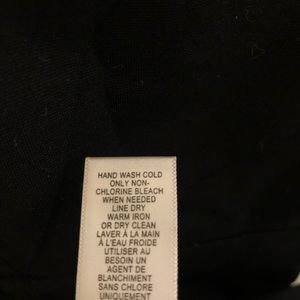 HAND WASH COLD
ONLY NON-
CHLORINE BLEACH
WHEN NEEDED
LINE DRY
WARM IRON
OR DRY CLEAN
LAVER À LA MAIN
À L'EAU FROIDE
UTILISER AU
BESOIN UN
AGENT DE
BLANCHIMENT
SANS CHLORE
UNIQUEMENT